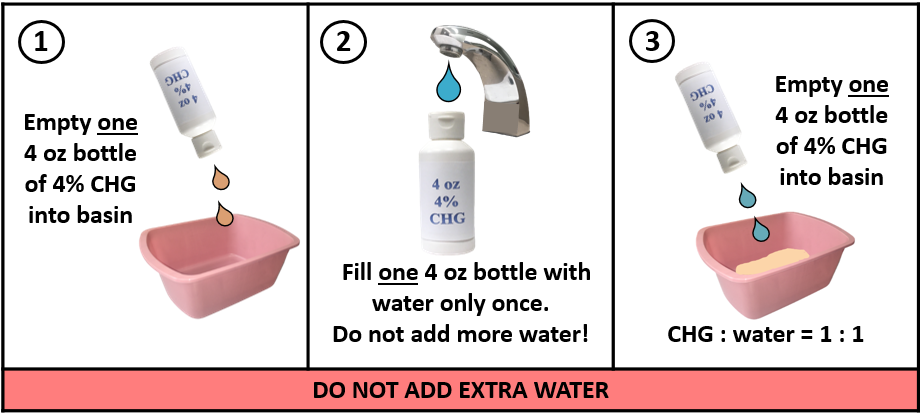 1
4 oz
4%
CHG
Empty one
4 oz bottle
of 4% CHG
into basin
2
4 oz
4%
CHG
Fill one 4 oz bottle with
water only once.
Do not add more water!
3
4 oz
4%
CHG
Empty one
4 oz bottle
of 4% CHG
into basin
CHG : water = 1 : 1
DO NOT ADD EXTRA WATER